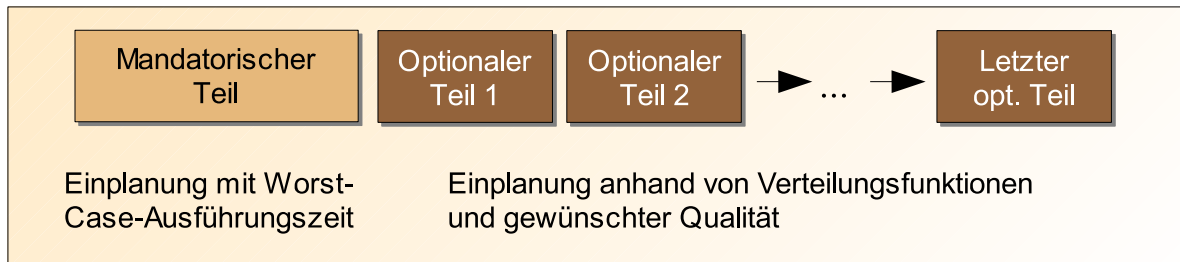 Mandatorischer
Teil
Optionaler
Teil 1
Optionaler
Teil 2
...
Letzter
opt. Teil
Einplanung mit Worst-
Case-Ausführungszeit
Einplanung anhand von Verteilungsfunktionen
und gewünschter Qualität